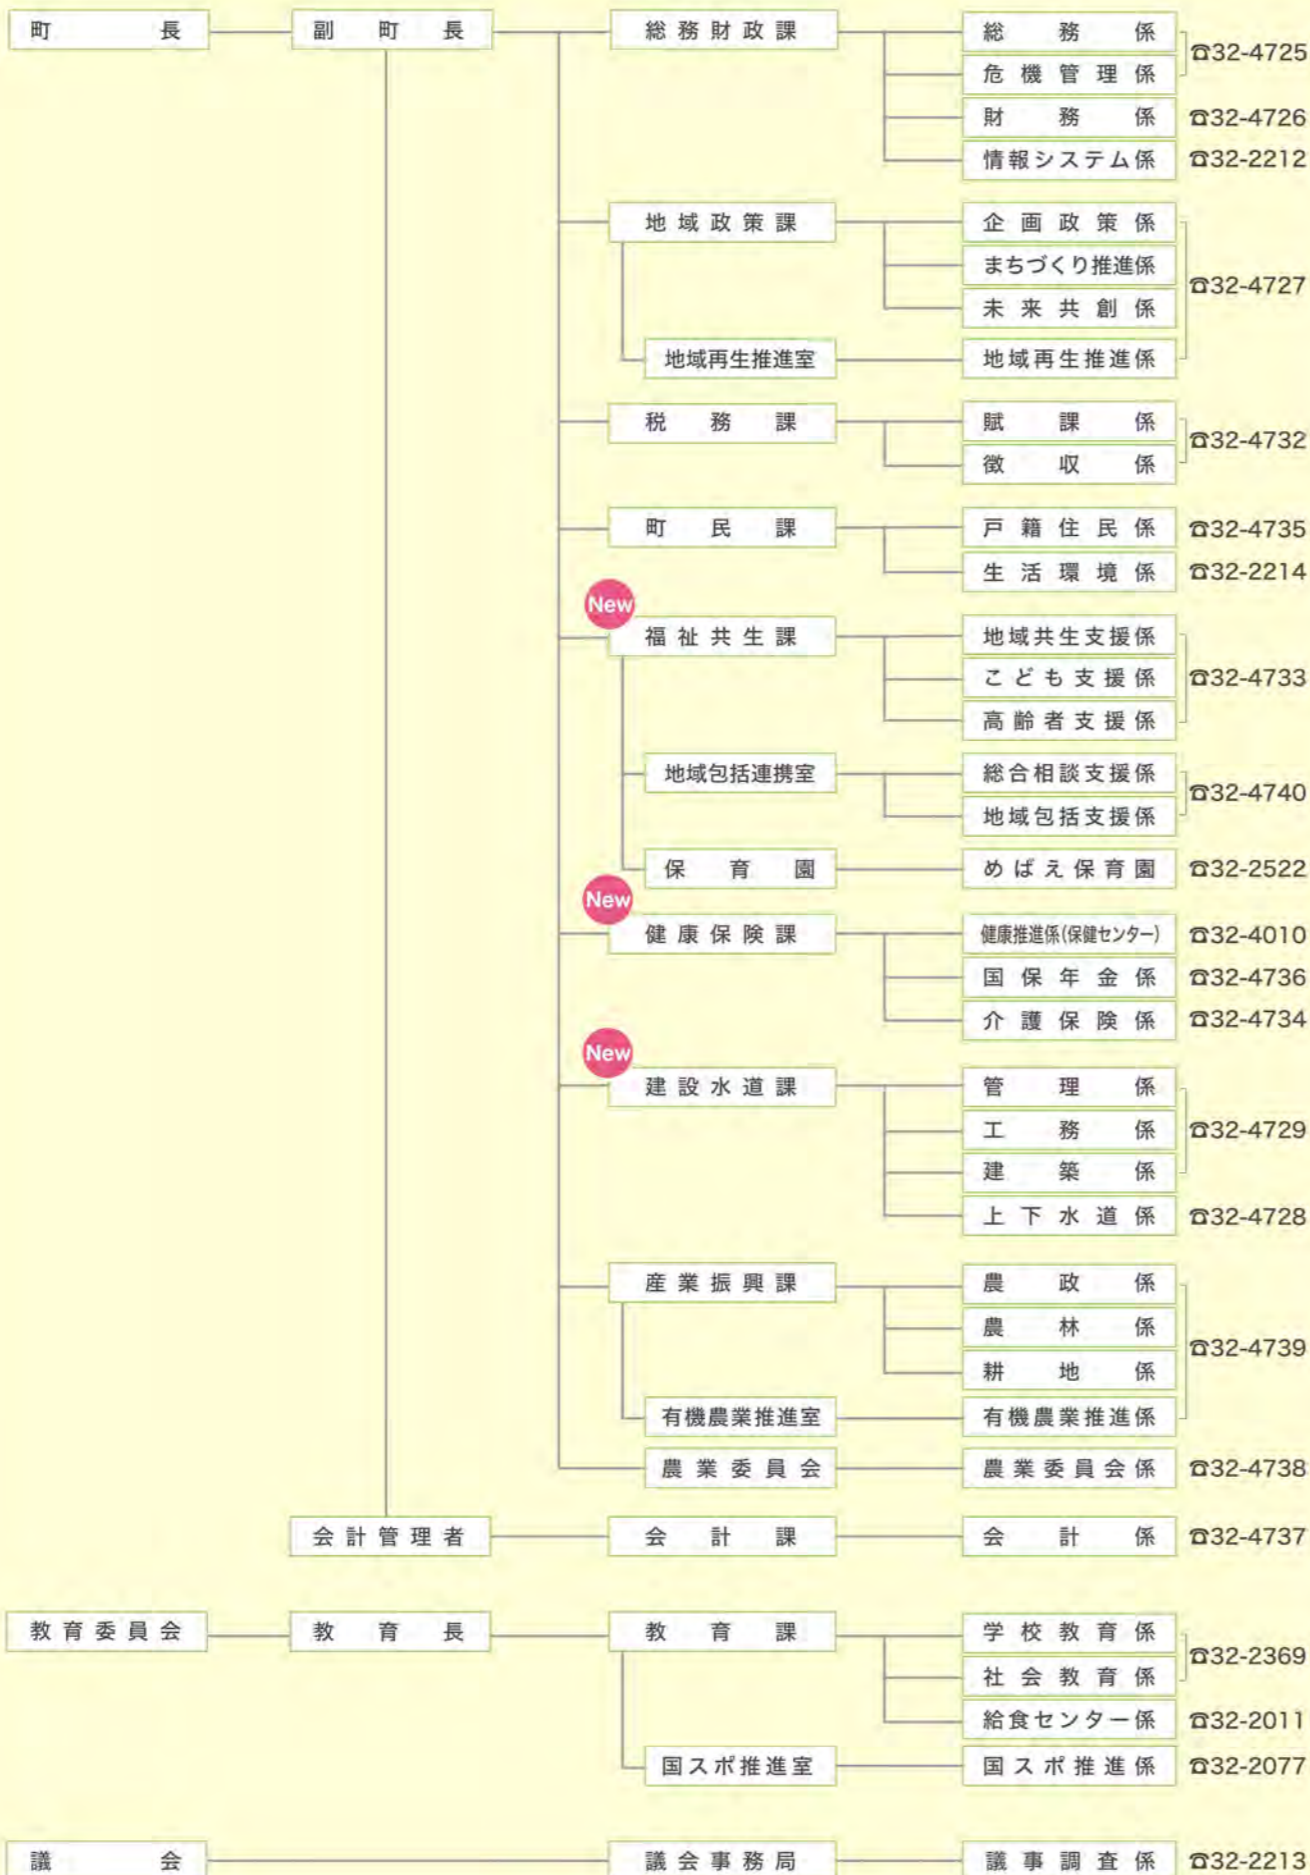 町長 副町長 総務財政課 総務係 ☎32-4725
危機管理係
財務係 ☎32-4726
情報システム係 ☎32-2212
地域政策課 企画政策係 ☎32-4727
まちづくり推進係
未来共創係
地域再生推進室 地域再生推進係
税務課 賦課係 ☎32-4732
徴収係
町民課 戸籍住民係 ☎32-4735
生活環境係 ☎32-2214
New
福祉共生課 地域共生支援係 ☎32-4733
こども支援係
高齢者支援係
地域包括連携室 総合相談支援係 ☎32-4740
地域包括支援係
保育園 めばえ保育園 ☎32-2522
New
健康保険課 健康推進係(保健センター) ☎32-4010
国保年金係 ☎32-4736
介護保険係 ☎32-4734
New
建設水道課 管理係 ☎32-4729
工務係
建築係
上下水道係 ☎32-4728
産業振興課 農政係 ☎32-4739
農林係
耕地係
有機農業推進室 有機農業推進係
農業委員会 農業委員会係 ☎32-4738
会計管理者 会計課 会計係 ☎32-4737
教育委員会 教育長 教育課 学校教育係 ☎32-2369
社会教育係
給食センター係 ☎32-2011
国スポ推進室 国スポ推進係 ☎32-2077
議会 議会事務局 議事調査係 ☎32-2213